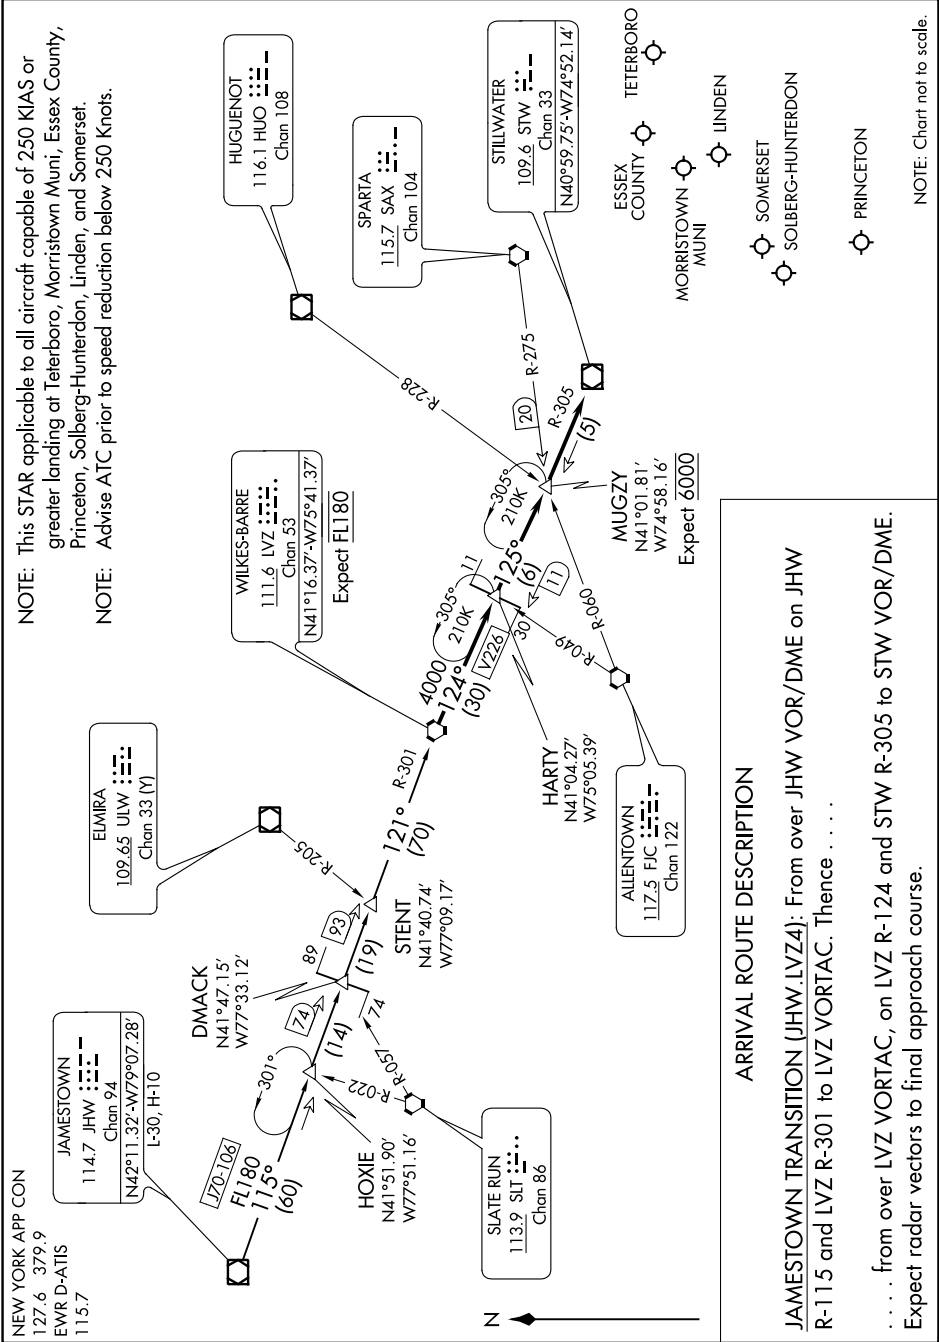 NEW YORK APP CON
127.6 379.9
EWR D-ATIS
115.7
NOTE: This STAR applicable to all aircraft capable of 250 KIAS or
greater landing at Teterboro, Morristown Muni, Essex County,
Princeton, Solberg-Hunterdon, Linden, and Somerset.
NOTE: Advise ATC prior to speed reduction below 250 Knots.
JAMESTOWN
114.7 JHW
Chan 94
N42°11.32'-W79°07.28'
L-30, H-10
ELMIRA
109.65 ULW
Chan 33 (Y)
WILKES-BARRE
111.6 LVZ
Chan 53
N41°16.37'-W75°41.37'
Expect FL180
HUGUENOT
116.1 HUO
Chan 108
SPARTA
115.7 SAX
Chan 104
STILLWATER
109.6 STW
Chan 33
N40°59.75'-W74°52.14'
J70-106
FL180
115°
(60)
301°
HOXIE
N41°51.90'
W77°51.16'
R-022
R-057
74
SLATE RUN
113.9 SLT
Chan 86
74
(14)
DMACK
N41°47.15'
W77°33.12'
89
93
(19)
R-205
STENT
N41°40.74'
W77°09.17'
121°
(70)
R-301
4000
124°
(30)
V226
305°
210K
HARTY
N41°04.27'
W75°05.39'
11
30
11
125°
(6)
305°
210K
R-049
R-060
ALLENTOWN
117.5 FJC
Chan 122
MUGZY
N41°01.81'
W74°58.16'
Expect 6000
R-228
20
R-275
R-305
(5)
ESSEX
COUNTY
TETERBORO
MORRISTOWN
MUNI
LINDEN
SOMERSET
SOLBERG-HUNTERDON
PRINCETON
NOTE: Chart not to scale.
N
ARRIVAL ROUTE DESCRIPTION
JAMESTOWN TRANSITION (JHW.LVZ4): From over JHW VOR/DME on JHW
R-115 and LVZ R-301 to LVZ VORTAC. Thence . . . .
. . . . from over LVZ VORTAC, on LVZ R-124 and STW R-305 to STW VOR/DME.
Expect radar vectors to final approach course.